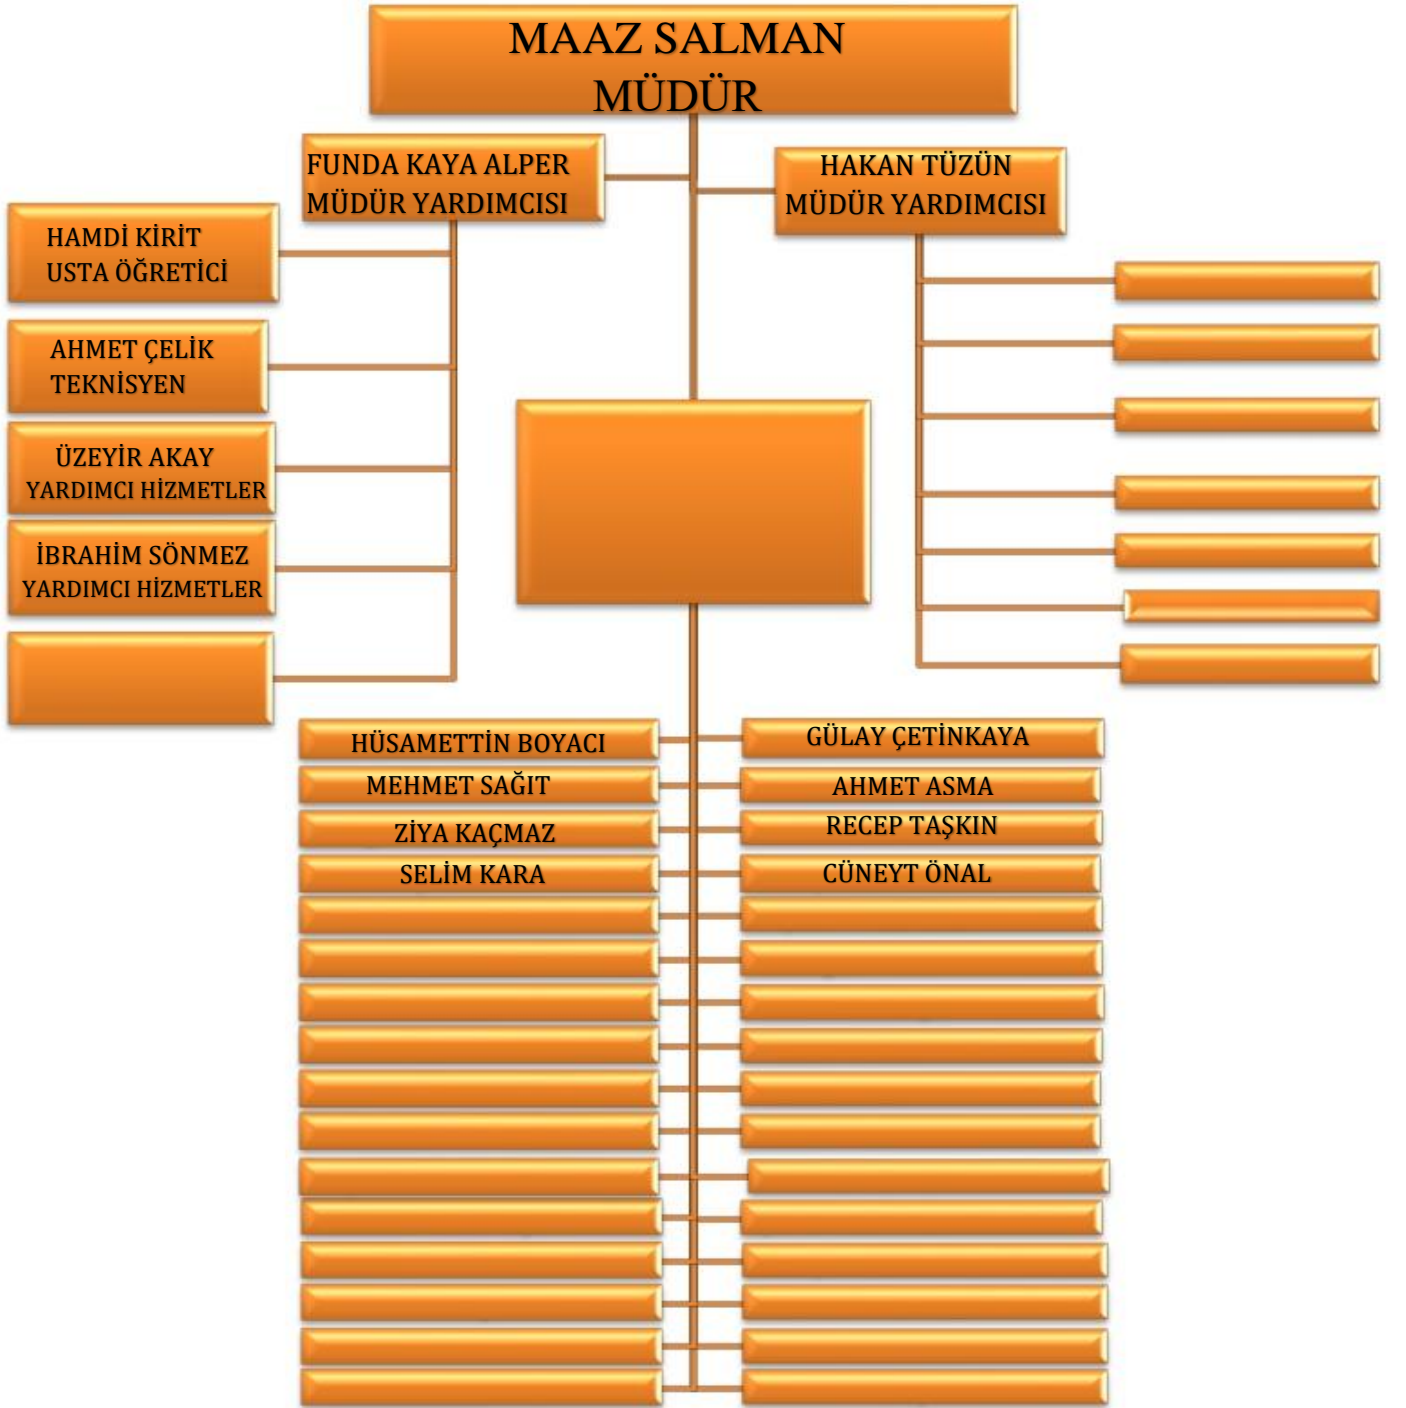 MAAZ SALMAN
MÜDÜR
FUNDA KAYA ALPER
MÜDÜR YARDIMCISI
HAKAN TÜZÜN
MÜDÜR YARDIMCISI
HAMDİ KİRİT
USTA ÖĞRETİCİ
AHMET ÇELİK
TEKNİSYEN
ÜZEYİR AKAY
YARDIMCI HİZMETLER
İBRAHİM SÖNMEZ
YARDIMCI HİZMETLER
HÜSAMETTİN BOYACI
GÜLAY ÇETİNKAYA
MEHMET SAĞIT
AHMET ASMA
ZİYA KAÇMAZ
RECEP TAŞKIN
SELİM KARA
CÜNEYT ÖNAL